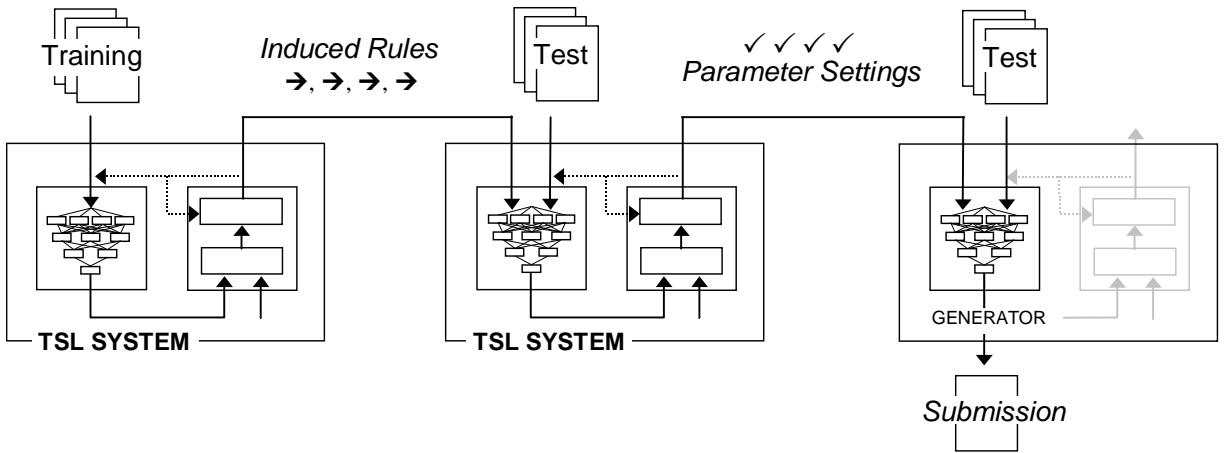 Training
Induced Rules
→, →, →, →
Test
✓ ✓ ✓ ✓
Parameter Settings
Test
TSL SYSTEM
TSL SYSTEM
GENERATOR
Submission